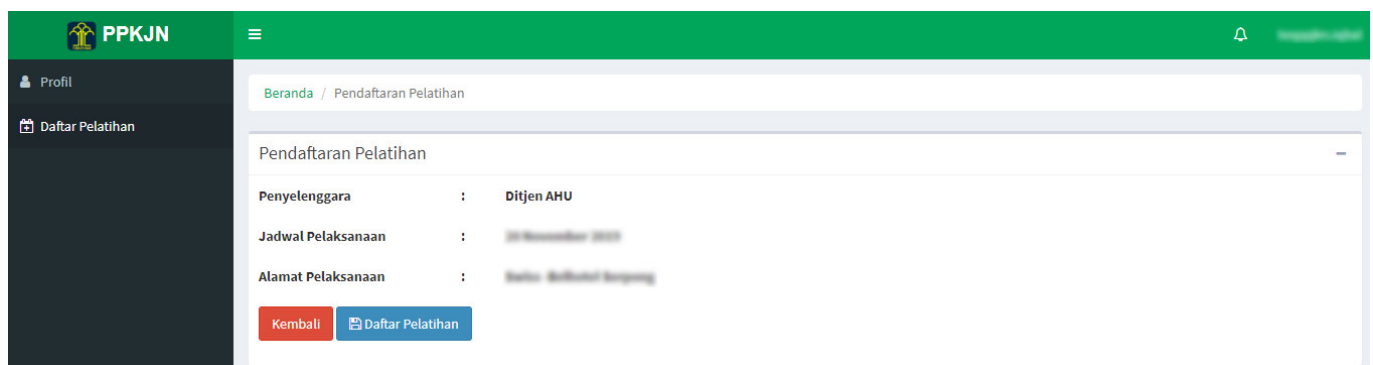 PPKJN
Profil
Daftar Pelatihan
Beranda / Pendaftaran Pelatihan
Pendaftaran Pelatihan
Penyelenggara : Ditjen AHU
Jadwal Pelaksanaan :
Alamat Pelaksanaan :
Kembali Daftar Pelatihan